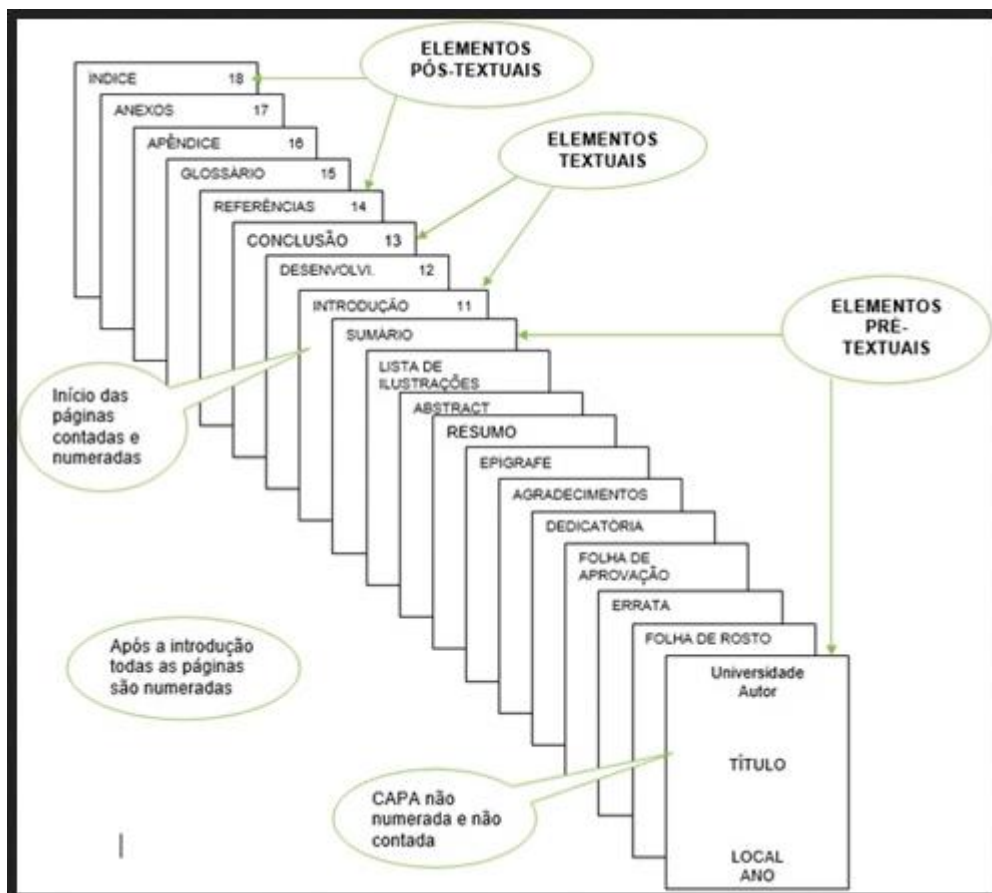 ELEMENTOS
PÓS-TEXTUAIS
ÍNDICE 18
ANEXOS 17
APÊNDICE 16
GLOSSÁRIO 15
REFERÊNCIAS 14
CONCLUSÃO 13
DESENVOLVI. 12
INTRODUÇÃO 11
SUMÁRIO
LISTA DE
ILUSTRAÇÕES
ABSTRACT
RESUMO
EPÍGRAFE
AGRADECIMENTOS
DEDICATÓRIA
FOLHA DE
APROVAÇÃO
ERRATA
FOLHA DE ROSTO
Universidade
Autor
TÍTULO
LOCAL
ANO
ELEMENTOS
TEXTUAIS
ELEMENTOS
PRÉ-
TEXTUAIS
Início das
páginas
contadas e
numeradas
Após a introdução
todas as páginas
são numeradas
CAPA não
numerada e não
contada